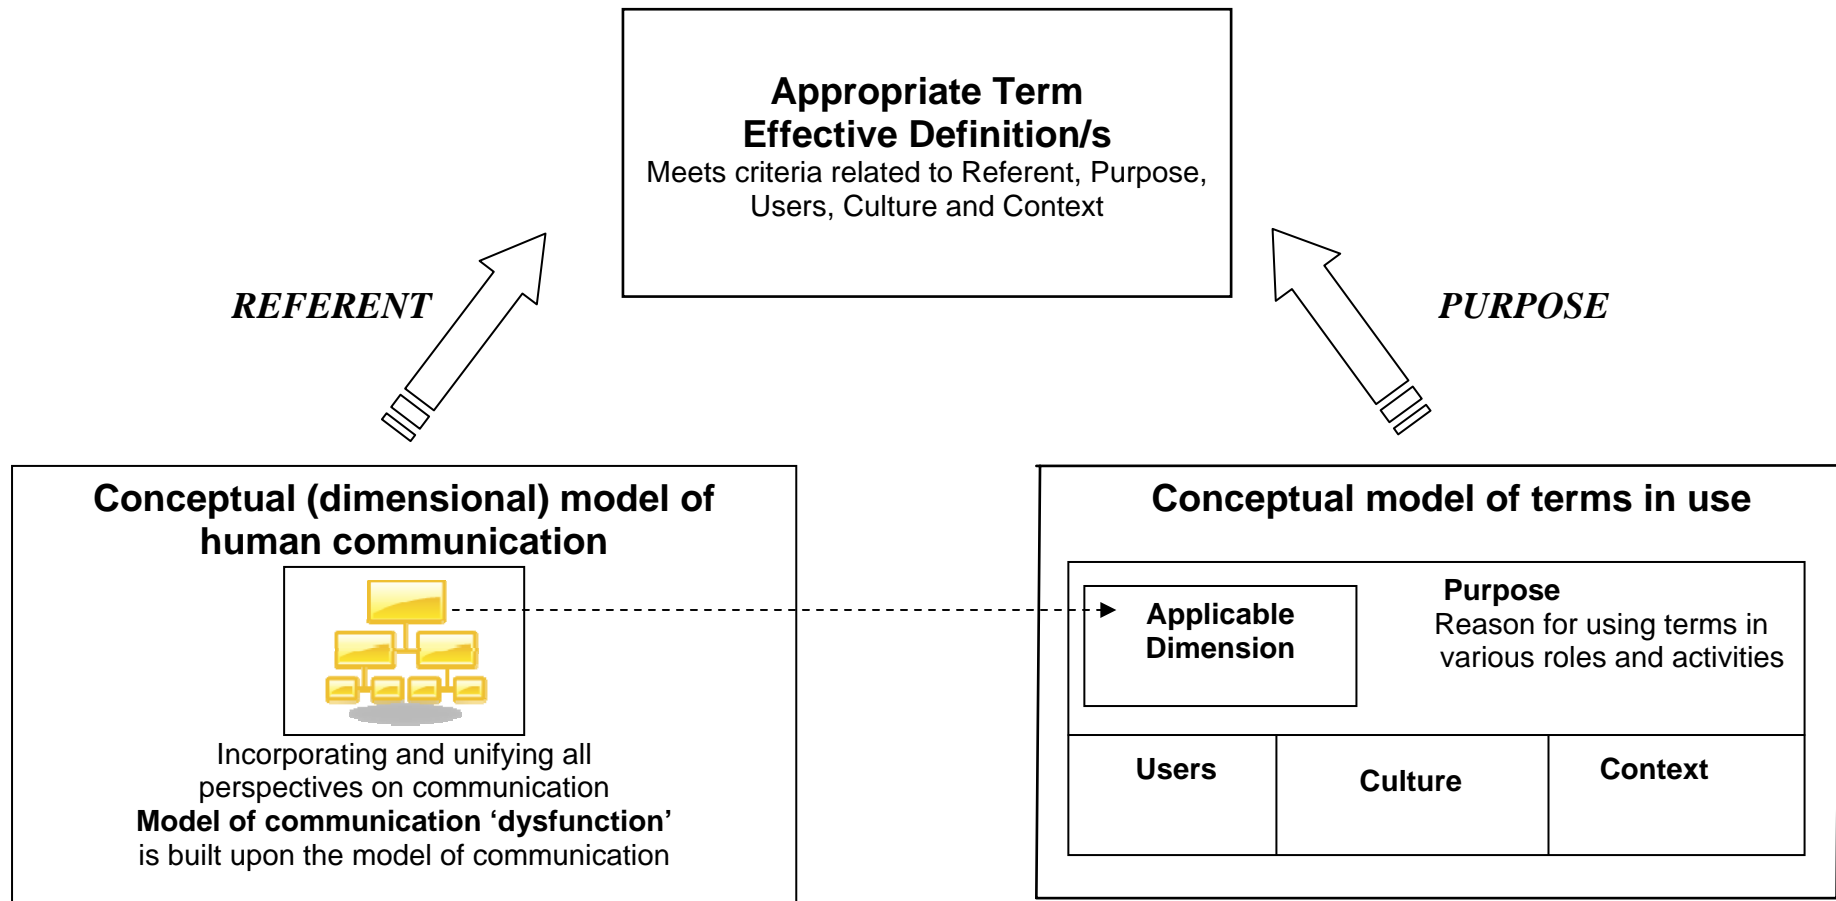 Appropriate Term
Effective Definition/s
Meets criteria related to Referent, Purpose,
Users, Culture and Context
REFERENT
PURPOSE
Conceptual (dimensional) model of
human communication
Incorporating and unifying all
perspectives on communication
Model of communication ‘dysfunction’
is built upon the model of communication
Conceptual model of terms in use
Applicable
Dimension
Purpose
Reason for using terms in
various roles and activities
Users
Culture
Context